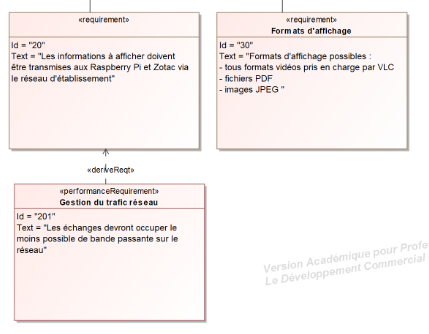 «requirement»
Id = "20"
Text = "Les informations à afficher doivent
être transmises aux Raspberry Pi et Zotac via
le réseau d'établissement"
«requirement»
Formats d'affichage
Id = "30"
Text = "Formats d'affichage possibles :
- tous formats vidéos pris en charge par VLC
- fichiers PDF
- images JPEG "
«deriveReqt»
«performanceRequirement»
Gestion du trafic réseau
Id = "201"
Text = "Les échanges devront occuper le
moins possible de bande passante sur le
réseau"
Version Académique pour Profe
Le Développement Commercial